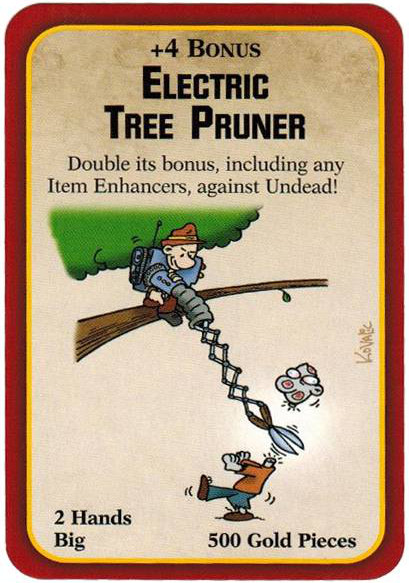 +4 BONUS
ELECTRIC
TREE PRUNER
Double its bonus, including any
Item Enhancers, against Undead!
KOVALIC
2 Hands
Big
500 Gold Pieces